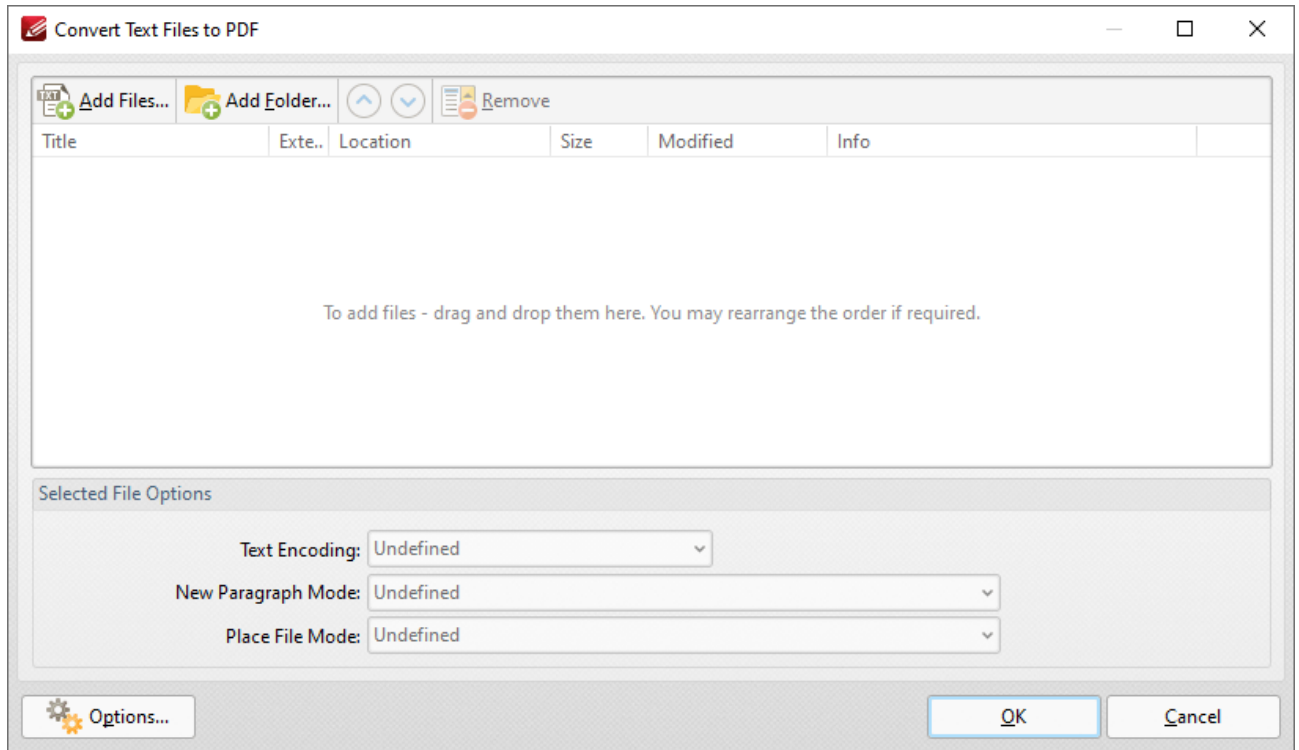 Convert Text Files to PDF
TXT Add Files... Add Folder... Remove
Title Exte.. Location Size Modified Info
To add files - drag and drop them here. You may rearrange the order if required.
Selected File Options
Text Encoding: Undefined
New Paragraph Mode: Undefined
Place File Mode: Undefined
Options... OK Cancel